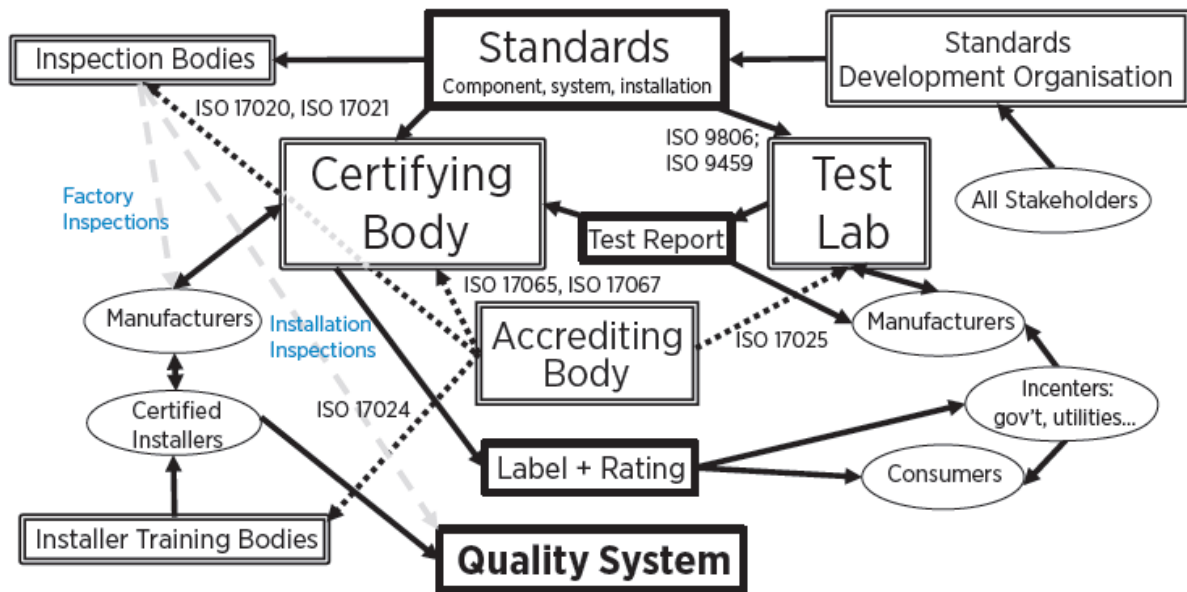 Inspection Bodies
Standards
Component, system, installation
Standards
Development Organisation
ISO 17020, ISO 17021
ISO 9806;
ISO 9459
Certifying
Body
Test
Lab
All Stakeholders
Factory
Inspections
Test Report
ISO 17065, ISO 17067
Manufacturers
Installation
Inspections
Accrediting
Body
ISO 17025
Manufacturers
ISO 17024
Certified
Installers
Incenters:
gov't, utilities...
Label + Rating
Consumers
Installer Training Bodies
Quality System